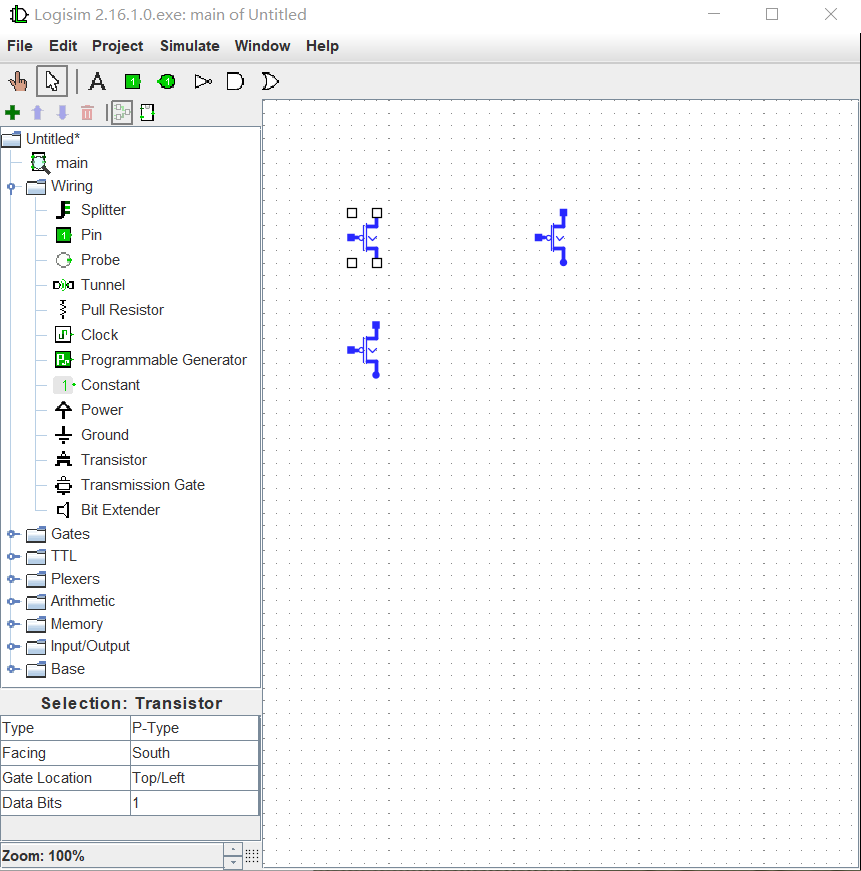 Logisim 2.16.1.0.exe: main of Untitled
File Edit Project Simulate Window Help
A 1 1
Untitled*
main
Wiring
Splitter
1 Pin
Probe
Tunnel
Pull Resistor
Clock
Programmable Generator
1 Constant
Power
Ground
Transistor
Transmission Gate
Bit Extender
Gates
TTL
Plexers
Arithmetic
Memory
Input/Output
Base
Selection: Transistor
Type P-Type
Facing South
Gate Location Top/Left
Data Bits 1
Zoom: 100%